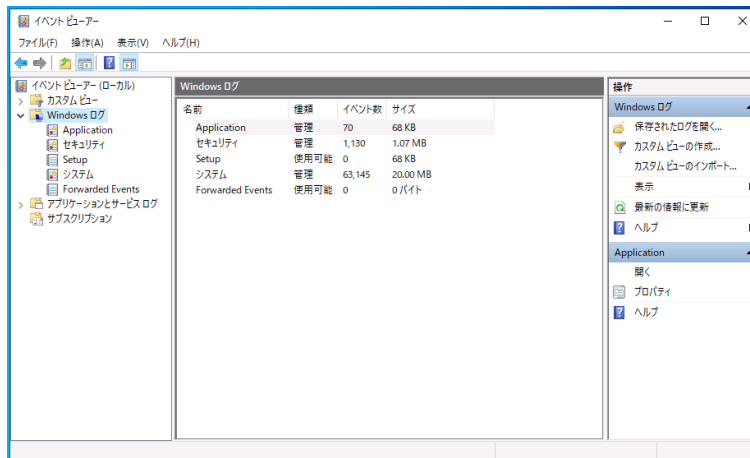 イベント ビューアー
ファイル(F) 操作(A) 表示(V) ヘルプ(H)
イベント ビューアー (ローカル)
カスタム ビュー
Windows ログ
Application
セキュリティ
Setup
システム
Forwarded Events
アプリケーションとサービス ログ
サブスクリプション
Windows ログ
名前 種類 イベント数 サイズ
Application 管理 70 68 KB
セキュリティ 管理 1,130 1.07 MB
Setup 使用可能 0 68 KB
システム 管理 63,145 20.00 MB
Forwarded Events 使用可能 0 0 バイト
操作
Windows ログ
保存されたログを開く...
カスタム ビューの作成...
カスタム ビューのインポート...
表示
最新の情報に更新
ヘルプ
Application
開く
プロパティ
ヘルプ